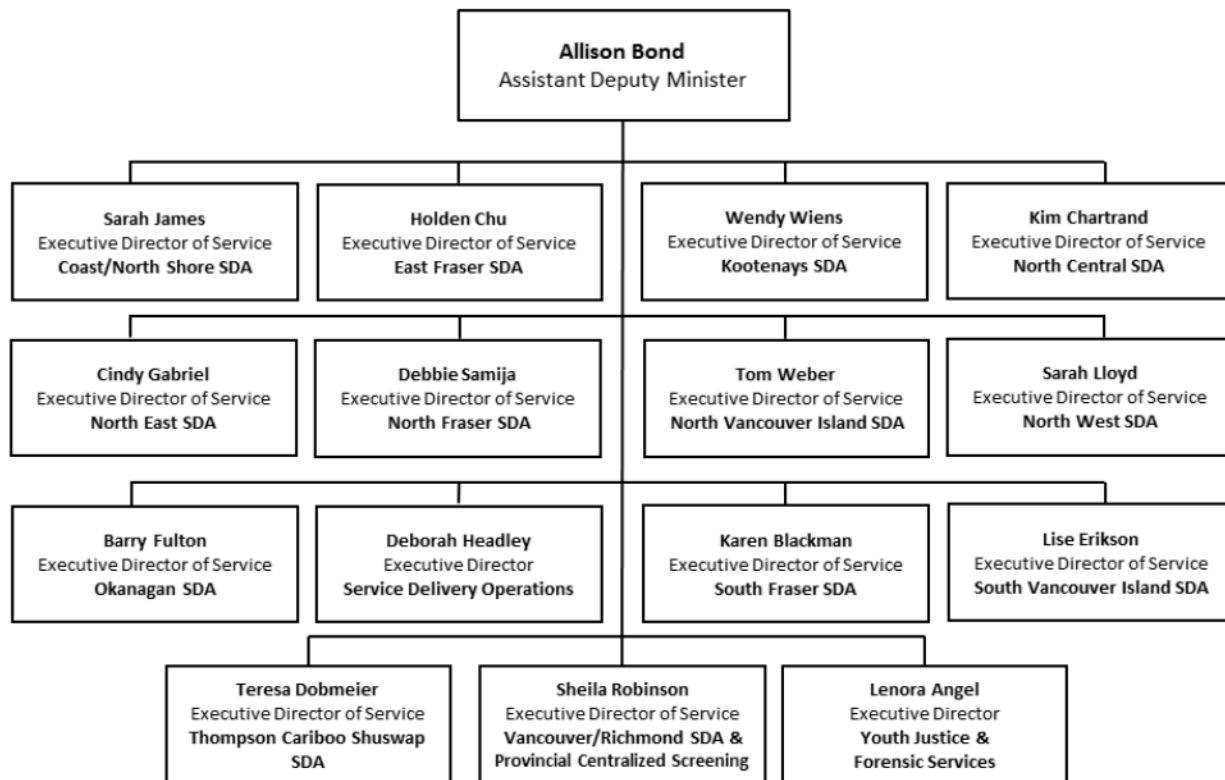 Allison Bond
Assistant Deputy Minister
Sarah James
Executive Director of Service
Coast/North Shore SDA
Holden Chu
Executive Director of Service
East Fraser SDA
Wendy Wiens
Executive Director of Service
Kootenays SDA
Kim Chartrand
Executive Director of Service
North Central SDA
Cindy Gabriel
Executive Director of Service
North East SDA
Debbie Samija
Executive Director of Service
North Fraser SDA
Tom Weber
Executive Director of Service
North Vancouver Island SDA
Sarah Lloyd
Executive Director of Service
North West SDA
Barry Fulton
Executive Director of Service
Okanagan SDA
Deborah Headley
Executive Director
Service Delivery Operations
Karen Blackman
Executive Director of Service
South Fraser SDA
Lise Erikson
Executive Director of Service
South Vancouver Island SDA
Teresa Dobmeier
Executive Director of Service
Thompson Cariboo Shuswap
SDA
Sheila Robinson
Executive Director of Service
Vancouver/Richmond SDA &
Provincial Centralized Screening
Lenora Angel
Executive Director
Youth Justice &
Forensic Services